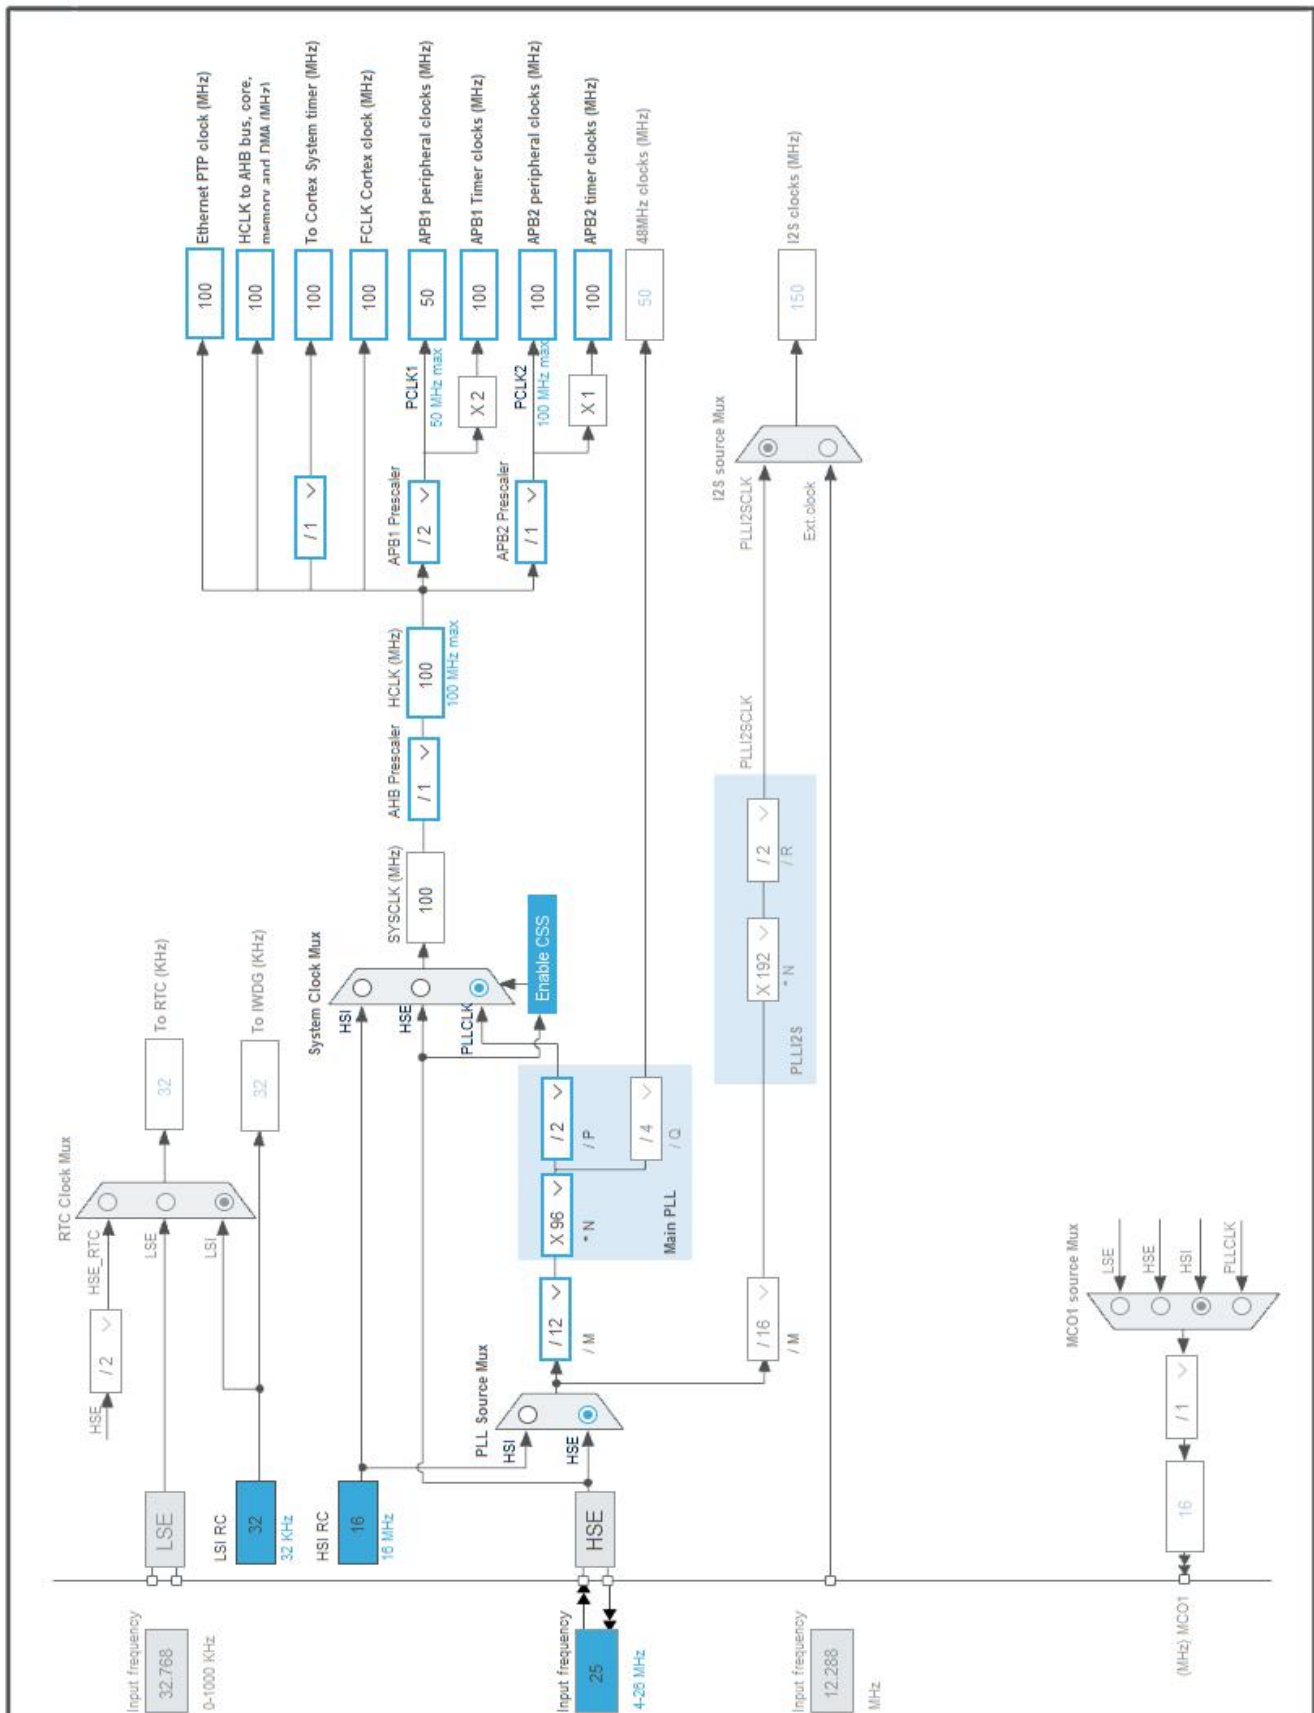 Input frequency
32.768
0-1000 KHz
LSE
HSE
/ 2
HSE_RTC
LSE
LSI
RTC Clock Mux
32
To RTC (KHz)
LSI RC
32
32 KHz
32
To IWDG (KHz)
HSI RC
16
16 MHz
System Clock Mux
HSI
HSE
PLLCLK
Enable CSS
SYSCLK (MHz)
100
AHB Prescaler
/ 1
HCLK (MHz)
100
100 MHz max
100
Ethernet PTP clock (MHz)
100
HCLK to AHB bus, core,
memory and DMA (MHz)
/ 1
100
To Cortex System timer (MHz)
100
FCLK Cortex clock (MHz)
APB1 Prescaler
/ 2
PCLK1
50 MHz max
50
APB1 peripheral clocks (MHz)
X 2
100
APB1 Timer clocks (MHz)
APB2 Prescaler
/ 1
PCLK2
100 MHz max
100
APB2 peripheral clocks (MHz)
X 1
100
APB2 timer clocks (MHz)
50
48MHz clocks (MHz)
Input frequency
25
4-26 MHz
HSE
PLL Source Mux
HSI
HSE
/ 12
/ M
X 96
* N
/ 2
/ P
/ 4
/ Q
Main PLL
/ 16
/ M
X 192
* N
/ 2
/ R
PLLI2S
PLLI2SCLK
PLLI2SCLK
Ext.clock
I2S source Mux
150
I2S clocks (MHz)
Input frequency
12.288
MHz
(MHz) MCO1
16
/ 1
MCO1 source Mux
LSE
HSE
HSI
PLLCLK